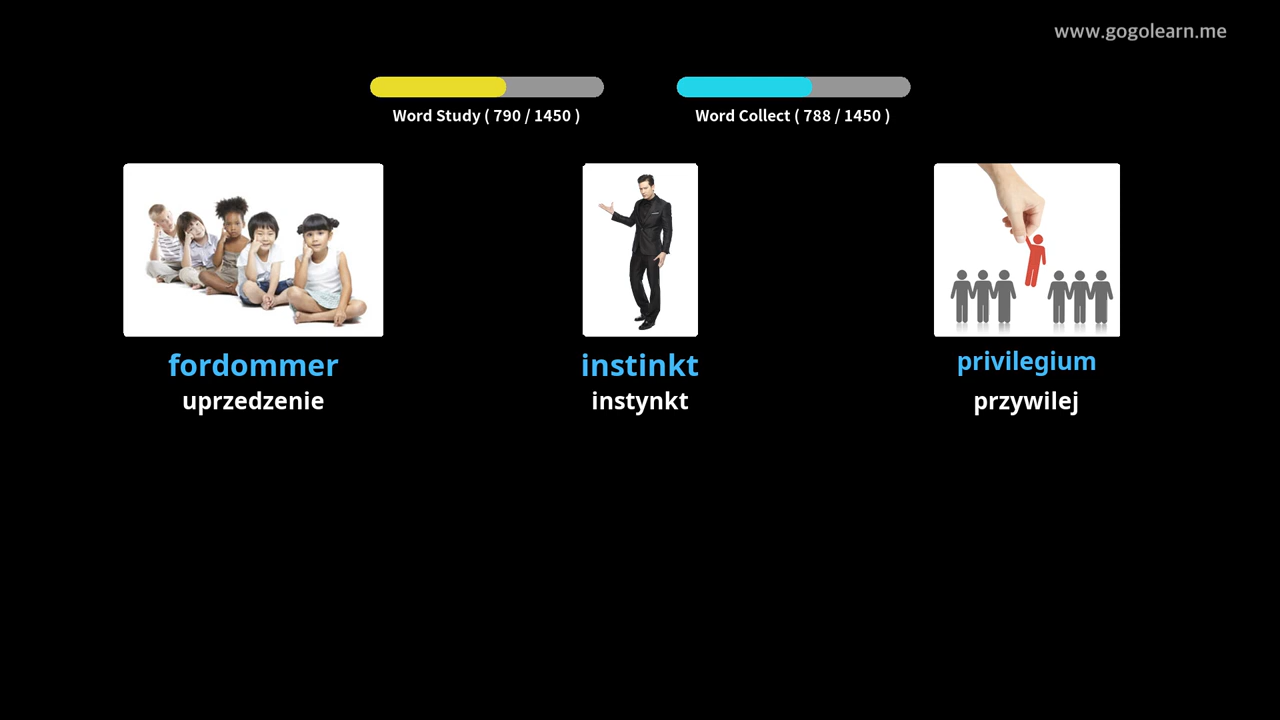 www.gogolearn.me
Word Study ( 790 / 1450 )
Word Collect ( 788 / 1450 )
fordommer
uprzedzenie
instinkt
instynkt
privilegium
przywilej